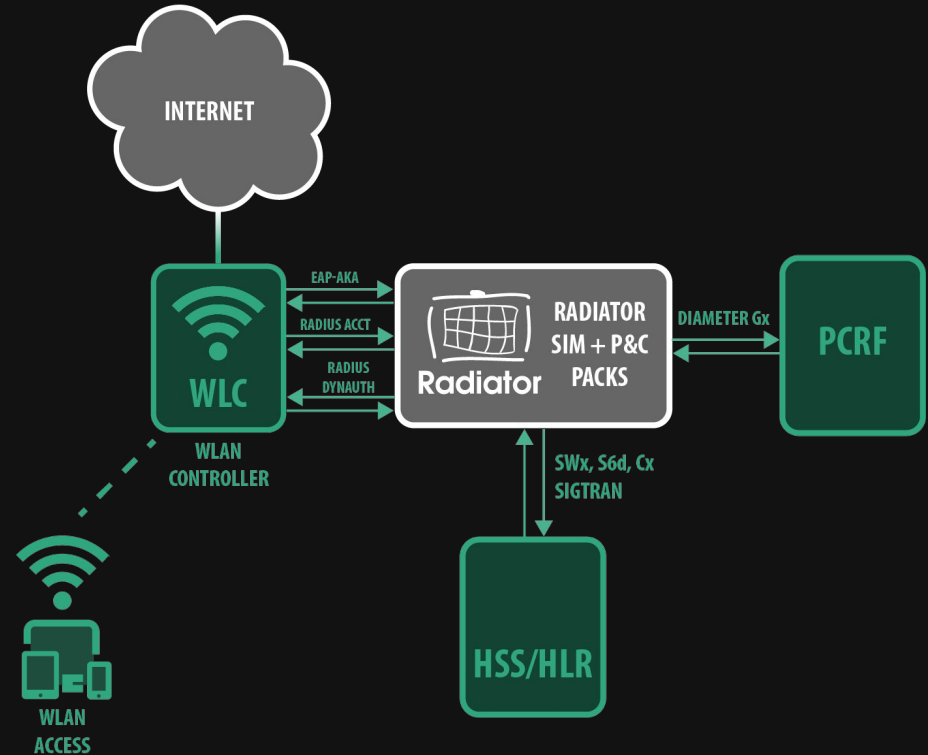 INTERNET
EAP-AKA
RADIUS ACCT
RADIUS
DYNAUTH
WLC
WLAN
CONTROLLER
Radiator
RADIATOR
SIM + P&C
PACKS
DIAMETER Gx
PCRF
SWx, S6d, Cx
SIGTRAN
HSS/HLR
WLAN
ACCESS